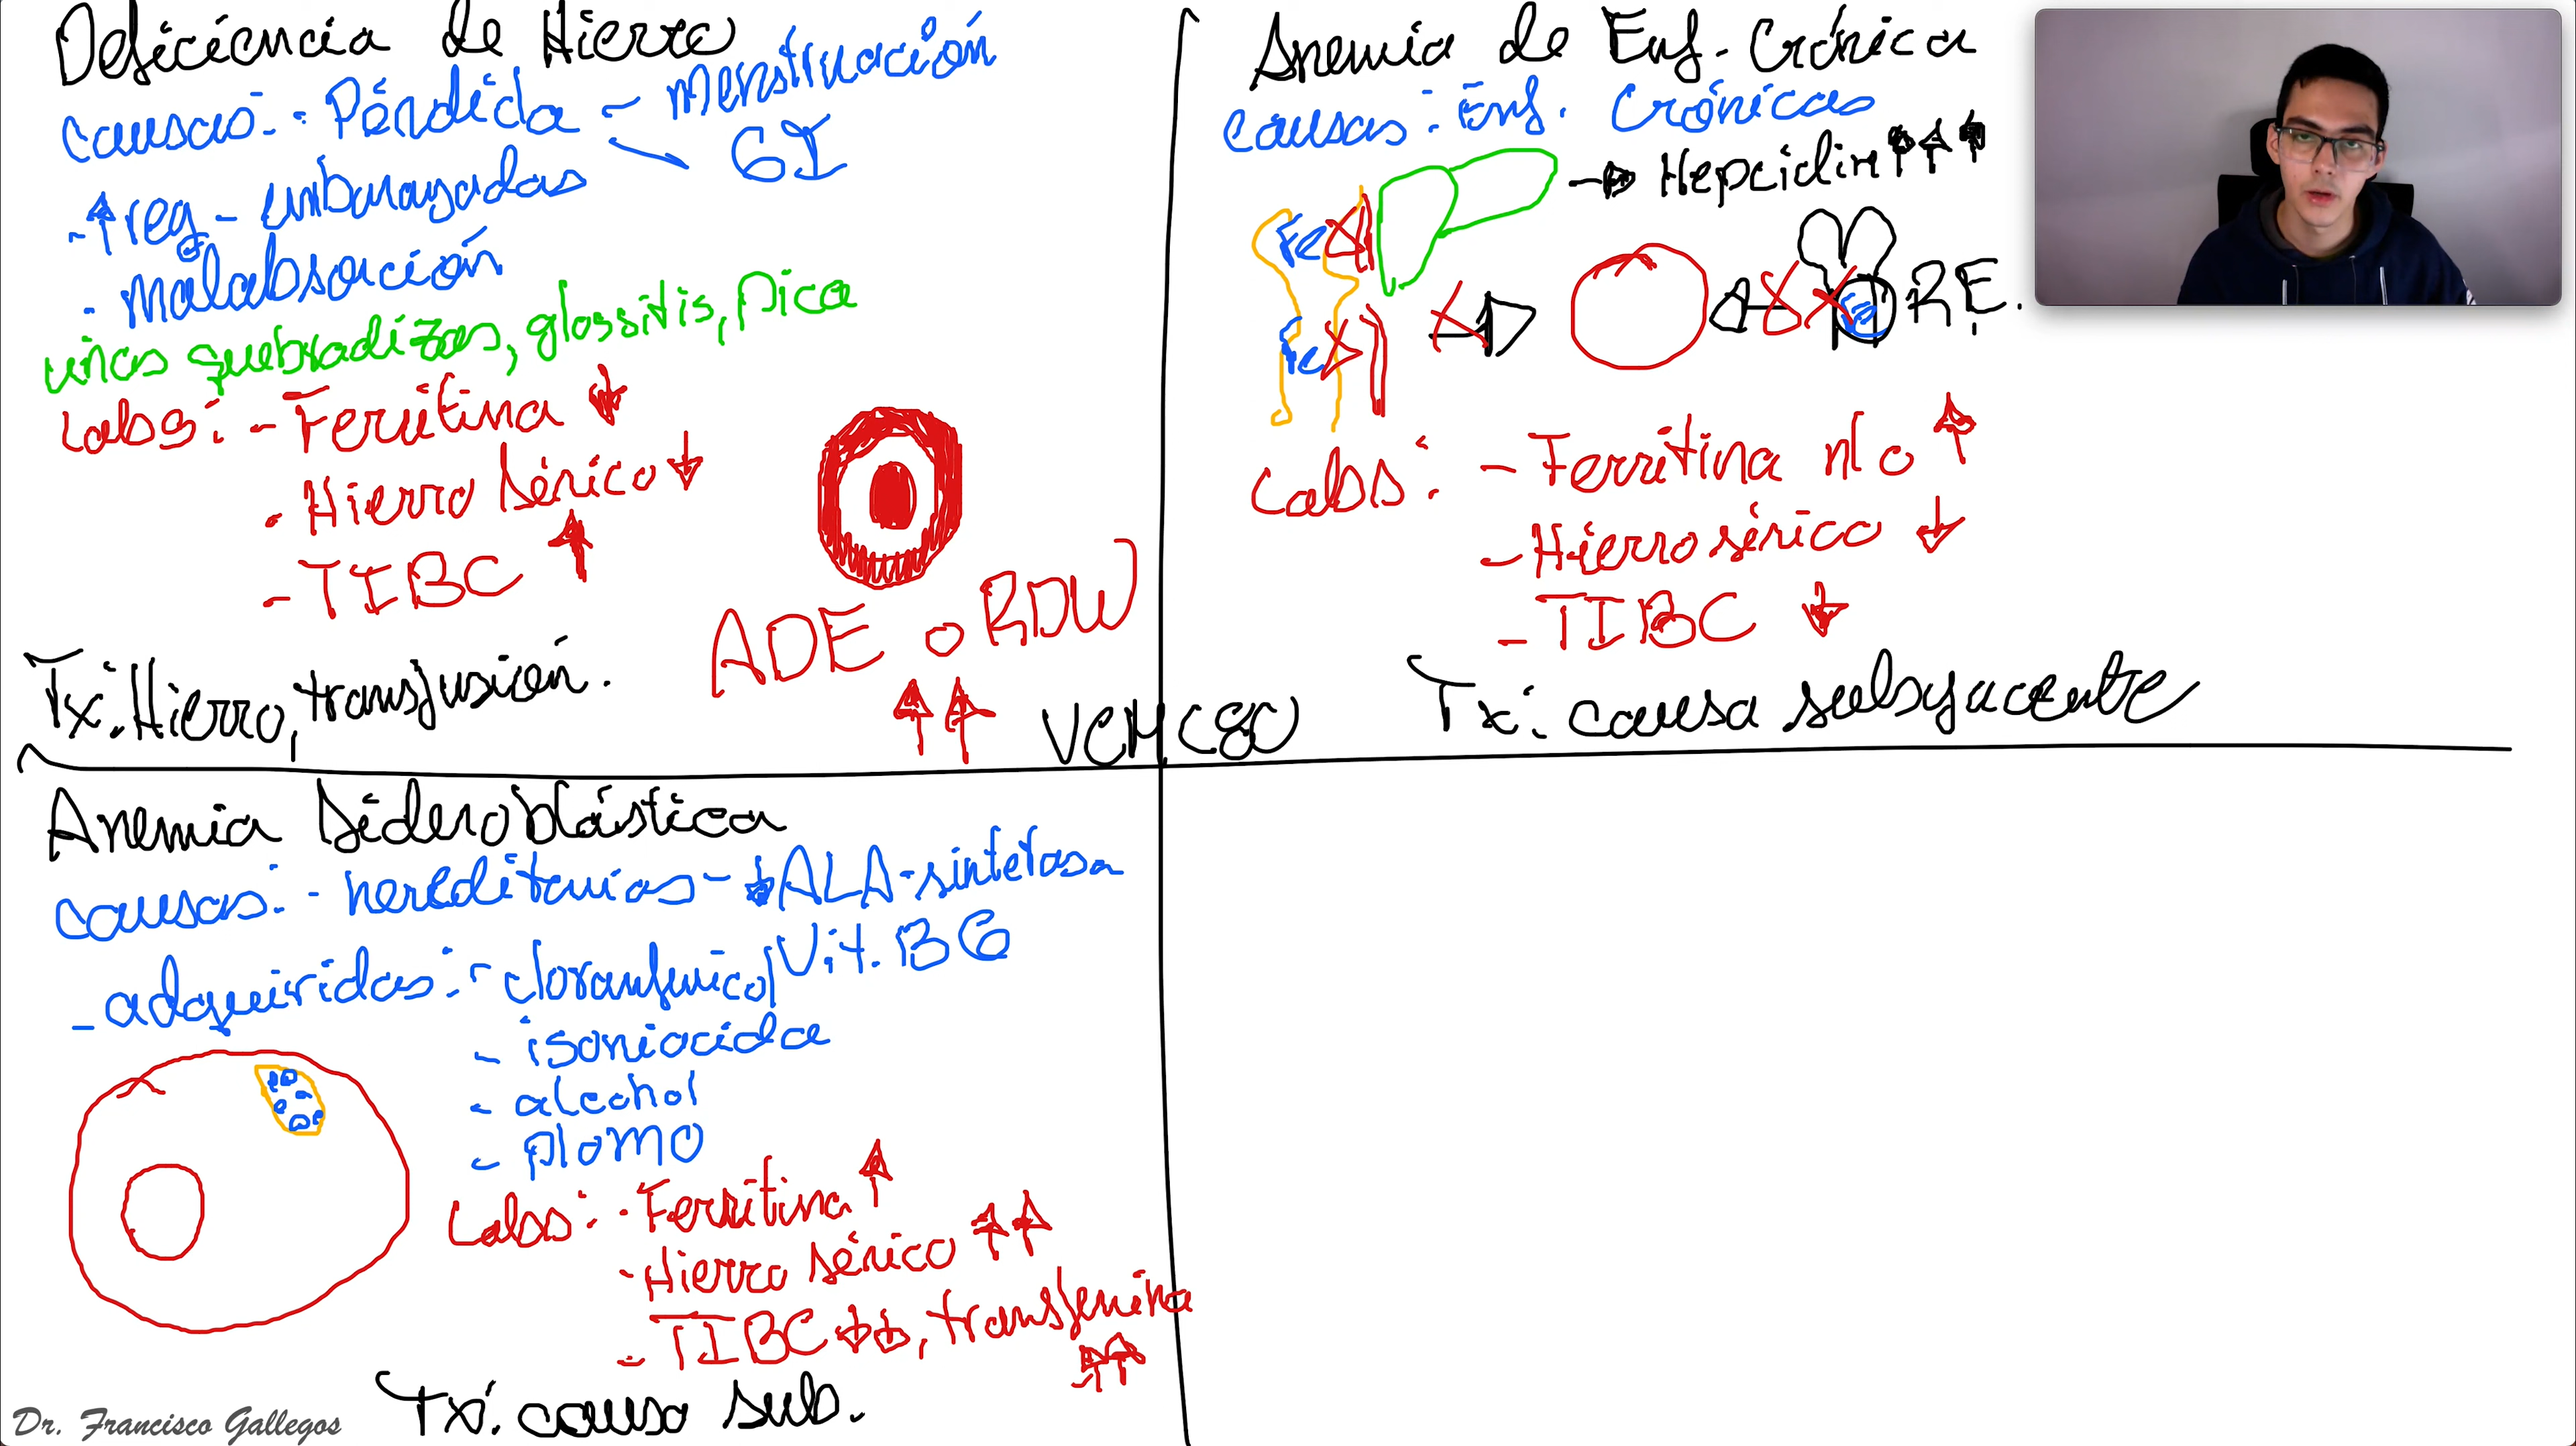 Deficiencia de Hierro
causas: - Pérdida - menstruación
GI
- ↑ req - embarazadas
- malabsorción
uñas quebradizas, glossitis, pica
Labs: - Ferritina ↓
- Hierro sérico ↓
- TIBC ↑
ADE o RDW
↑↑
Tx: Hierro, transfusión.
VCM <80
Anemia de Enf. Crónica
causas: Enf. Crónicas
→ Hepcidin ↑↑↑
Fe
Fe
Fe
R.E.
Labs: - Ferritina n/o ↑
- Hierro sérico ↓
- TIBC ↓
Tx: causa subyacente
Anemia Sideroblástica
causas: - hereditarias - ↓ALA-sintetasa
Vit. B6
- adquiridas: - cloranfenicol
- isoniacida
- alcohol
- plomo
Labs: - Ferritina ↑
- Hierro sérico ↑↑
- TIBC ↓↓, transferrina
↑↑
Tx: causa sub.
Dr. Francisco Gallegos